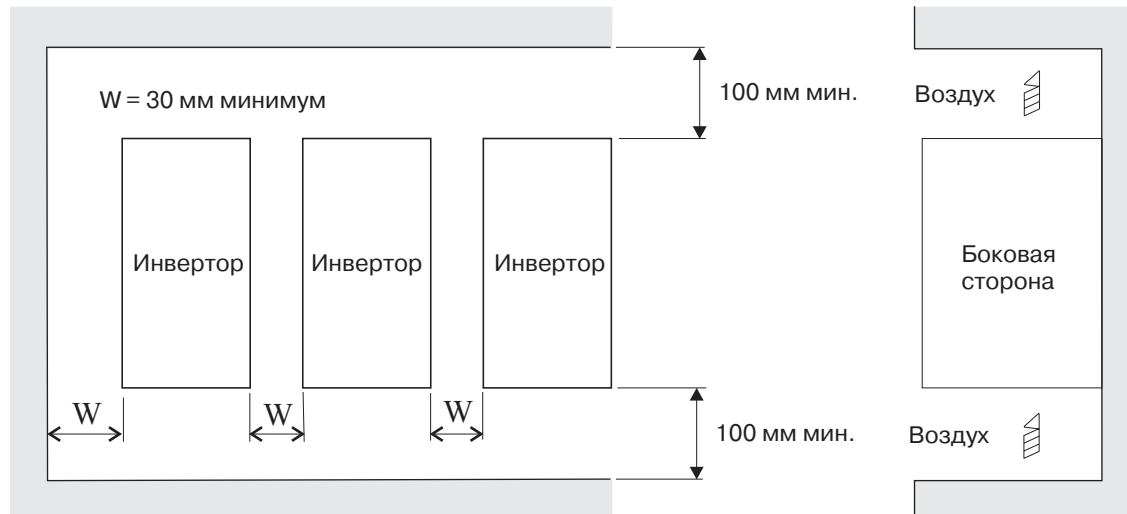 W = 30 мм минимум
100 мм мин.
Воздух
Инвертор
Инвертор
Инвертор
Боковая
сторона
W
W
W
100 мм мин.
Воздух